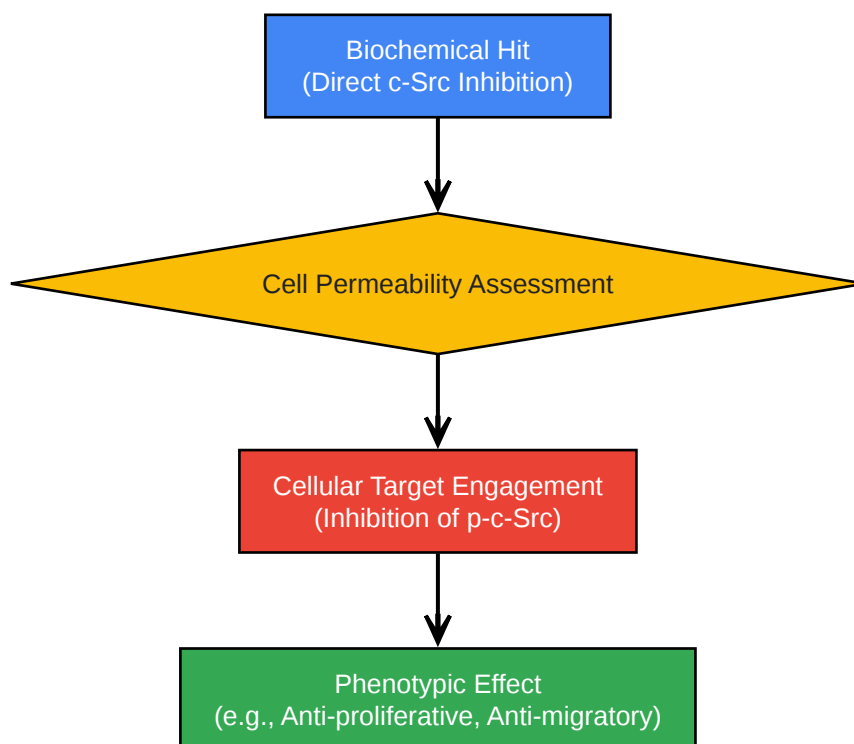 Biochemical Hit
(Direct c-Src Inhibition)
Cell Permeability Assessment
Cellular Target Engagement
(Inhibition of p-c-Src)
Phenotypic Effect
(e.g., Anti-proliferative, Anti-migratory)